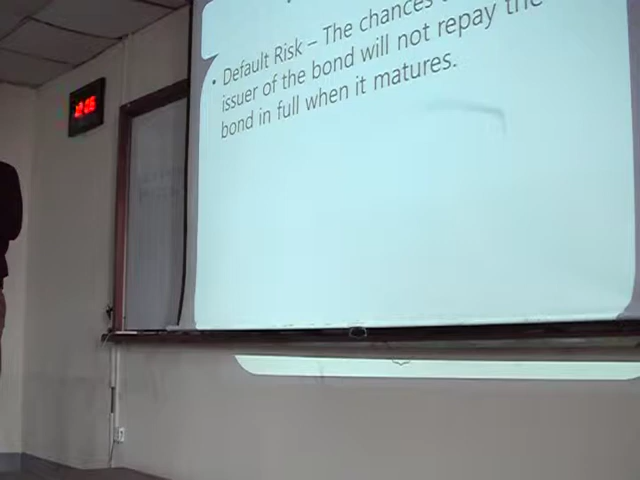 • Default Risk – The chances
issuer of the bond will not repay the
bond in full when it matures.